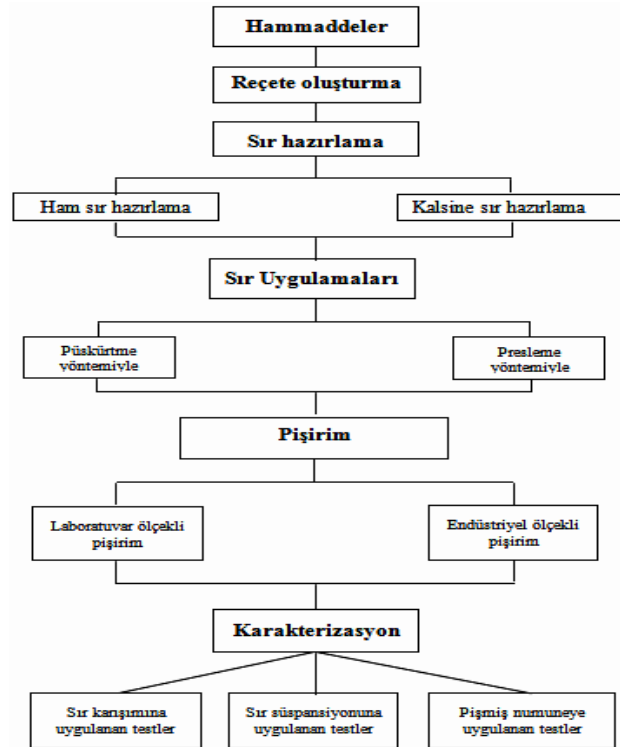 Hammaddeler
Reçete oluşturma
Sır hazırlama
Ham sır hazırlama
Kalsine sır hazırlama
Sır Uygulamaları
Püskürtme
yöntemiyle
Presleme
yöntemiyle
Pişirim
Laboratuvar ölçekli
pişirim
Endüstriyel ölçekli
pişirim
Karakterizasyon
Sır karışımına
uygulanan testler
Sır süspansiyonuna
uygulanan testler
Pişmiş numuneye
uygulanan testler